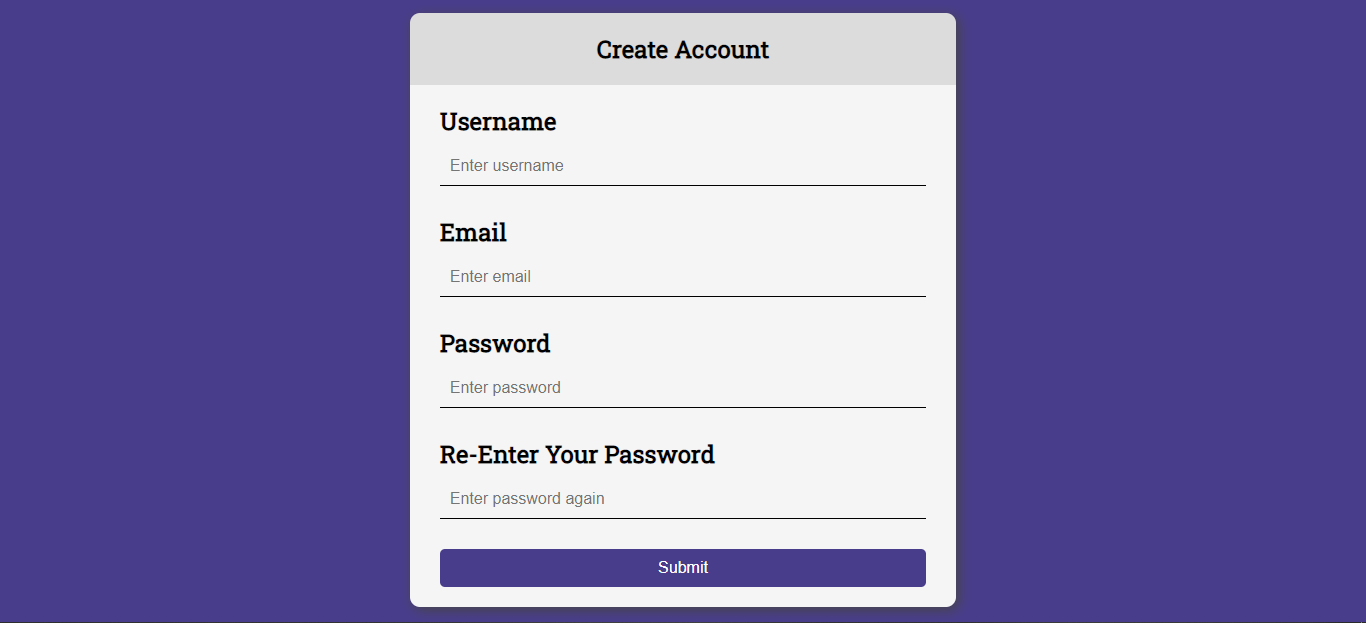 Create Account
Username
Enter username
Email
Enter email
Password
Enter password
Re-Enter Your Password
Enter password again
Submit